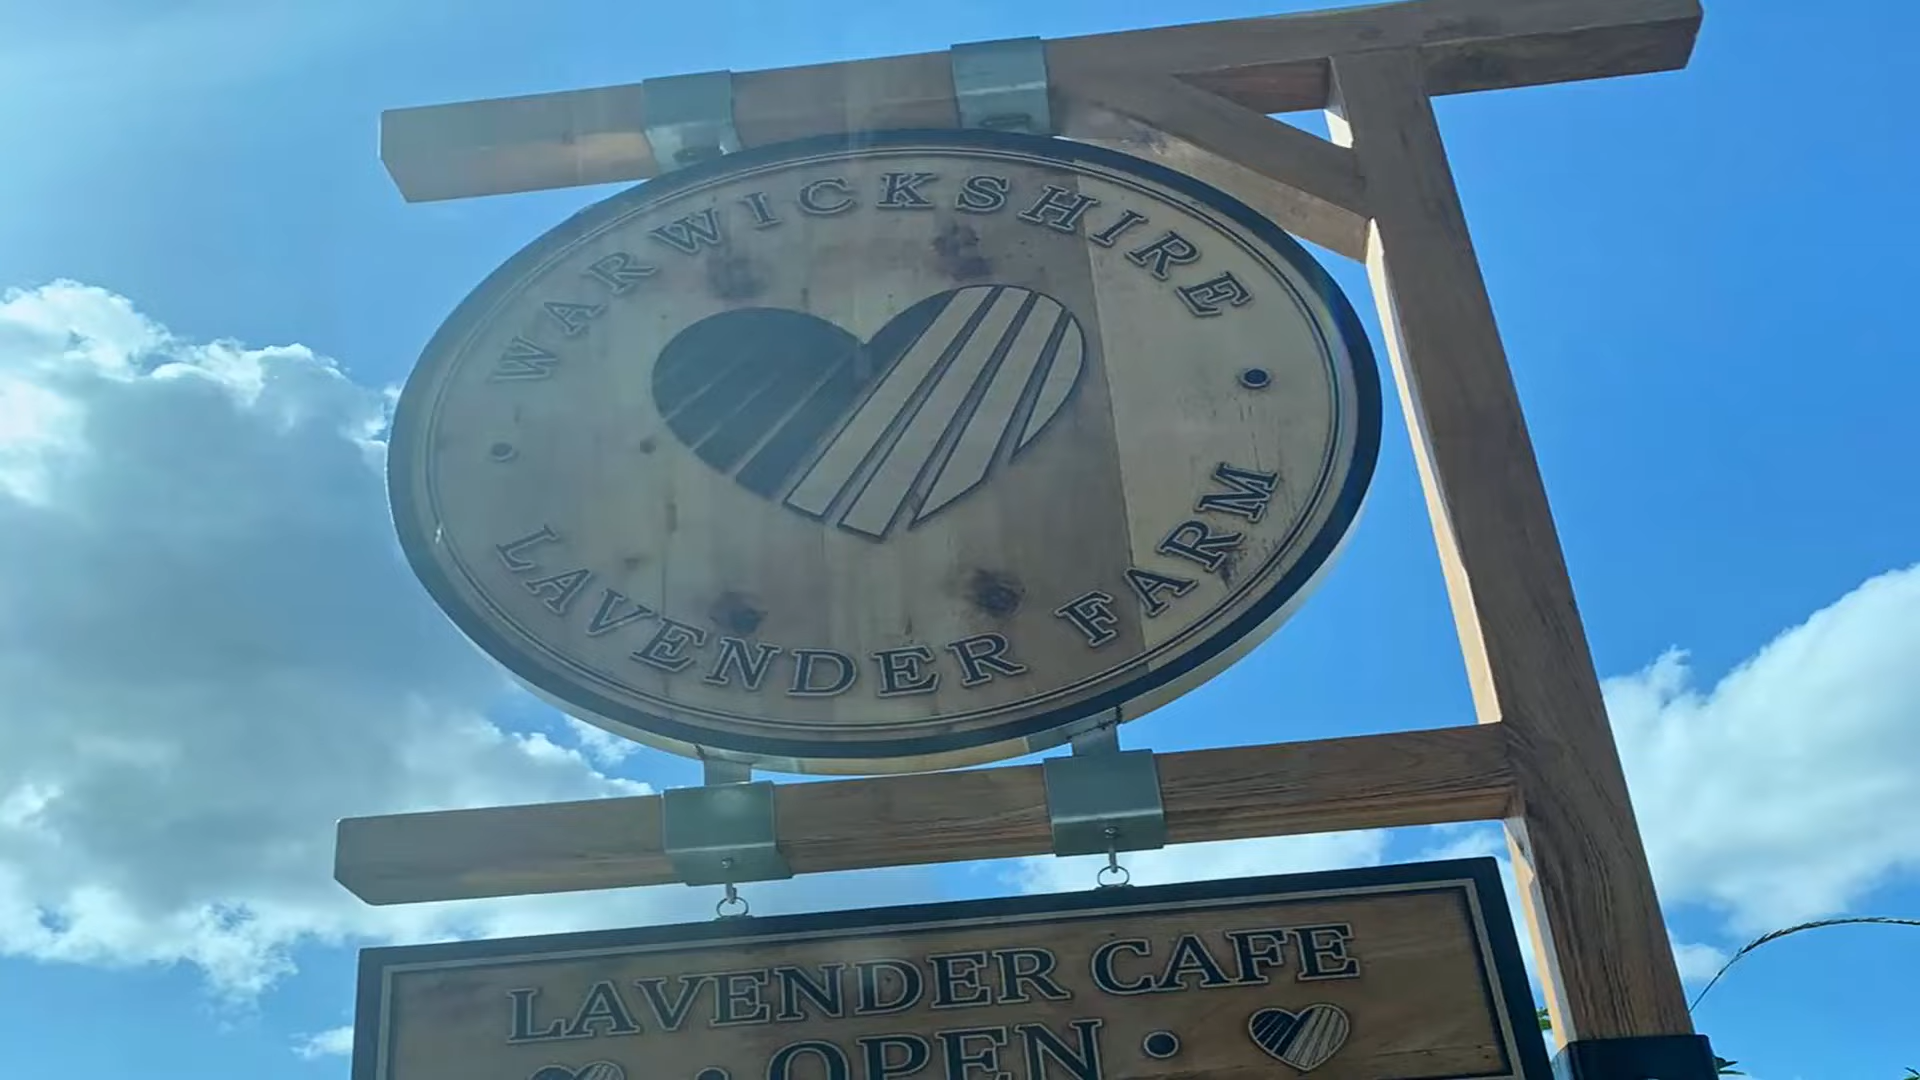 WARWICKSHIRE
LAVENDER FARM
LAVENDER CAFE
• OPEN •